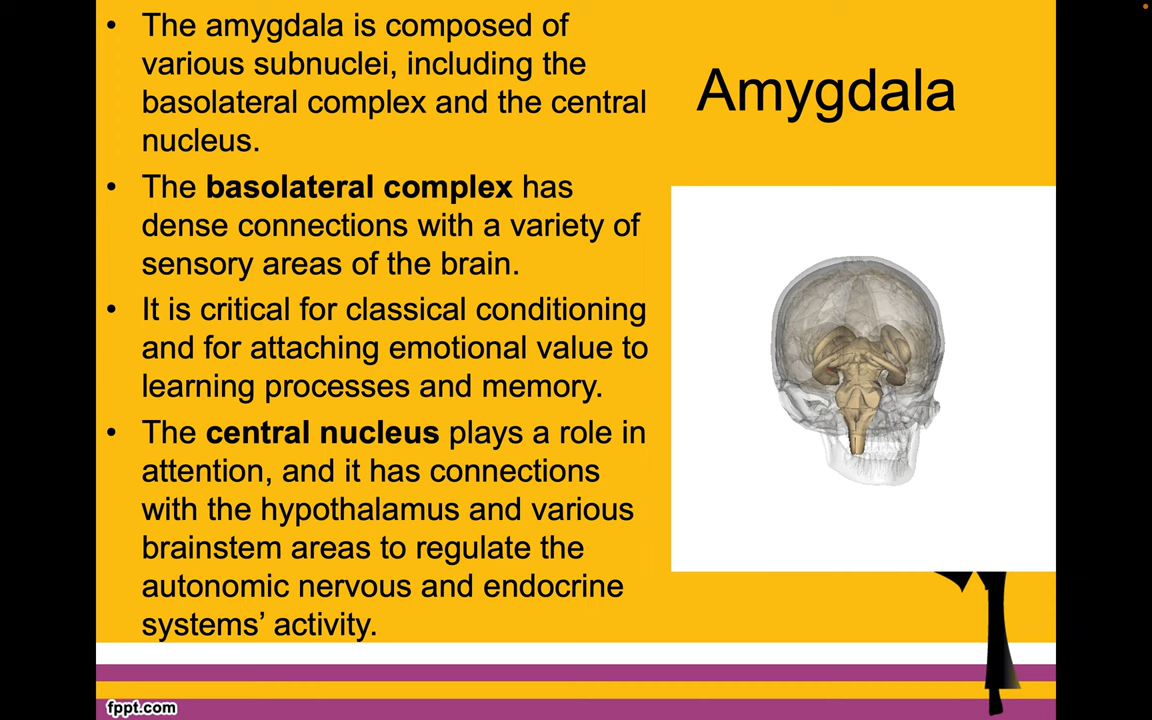 • The amygdala is composed of
various subnuclei, including the
basolateral complex and the central
nucleus.
• The basolateral complex has
dense connections with a variety of
sensory areas of the brain.
• It is critical for classical conditioning
and for attaching emotional value to
learning processes and memory.
• The central nucleus plays a role in
attention, and it has connections
with the hypothalamus and various
brainstem areas to regulate the
autonomic nervous and endocrine
systems’ activity.
Amygdala
fppt.com